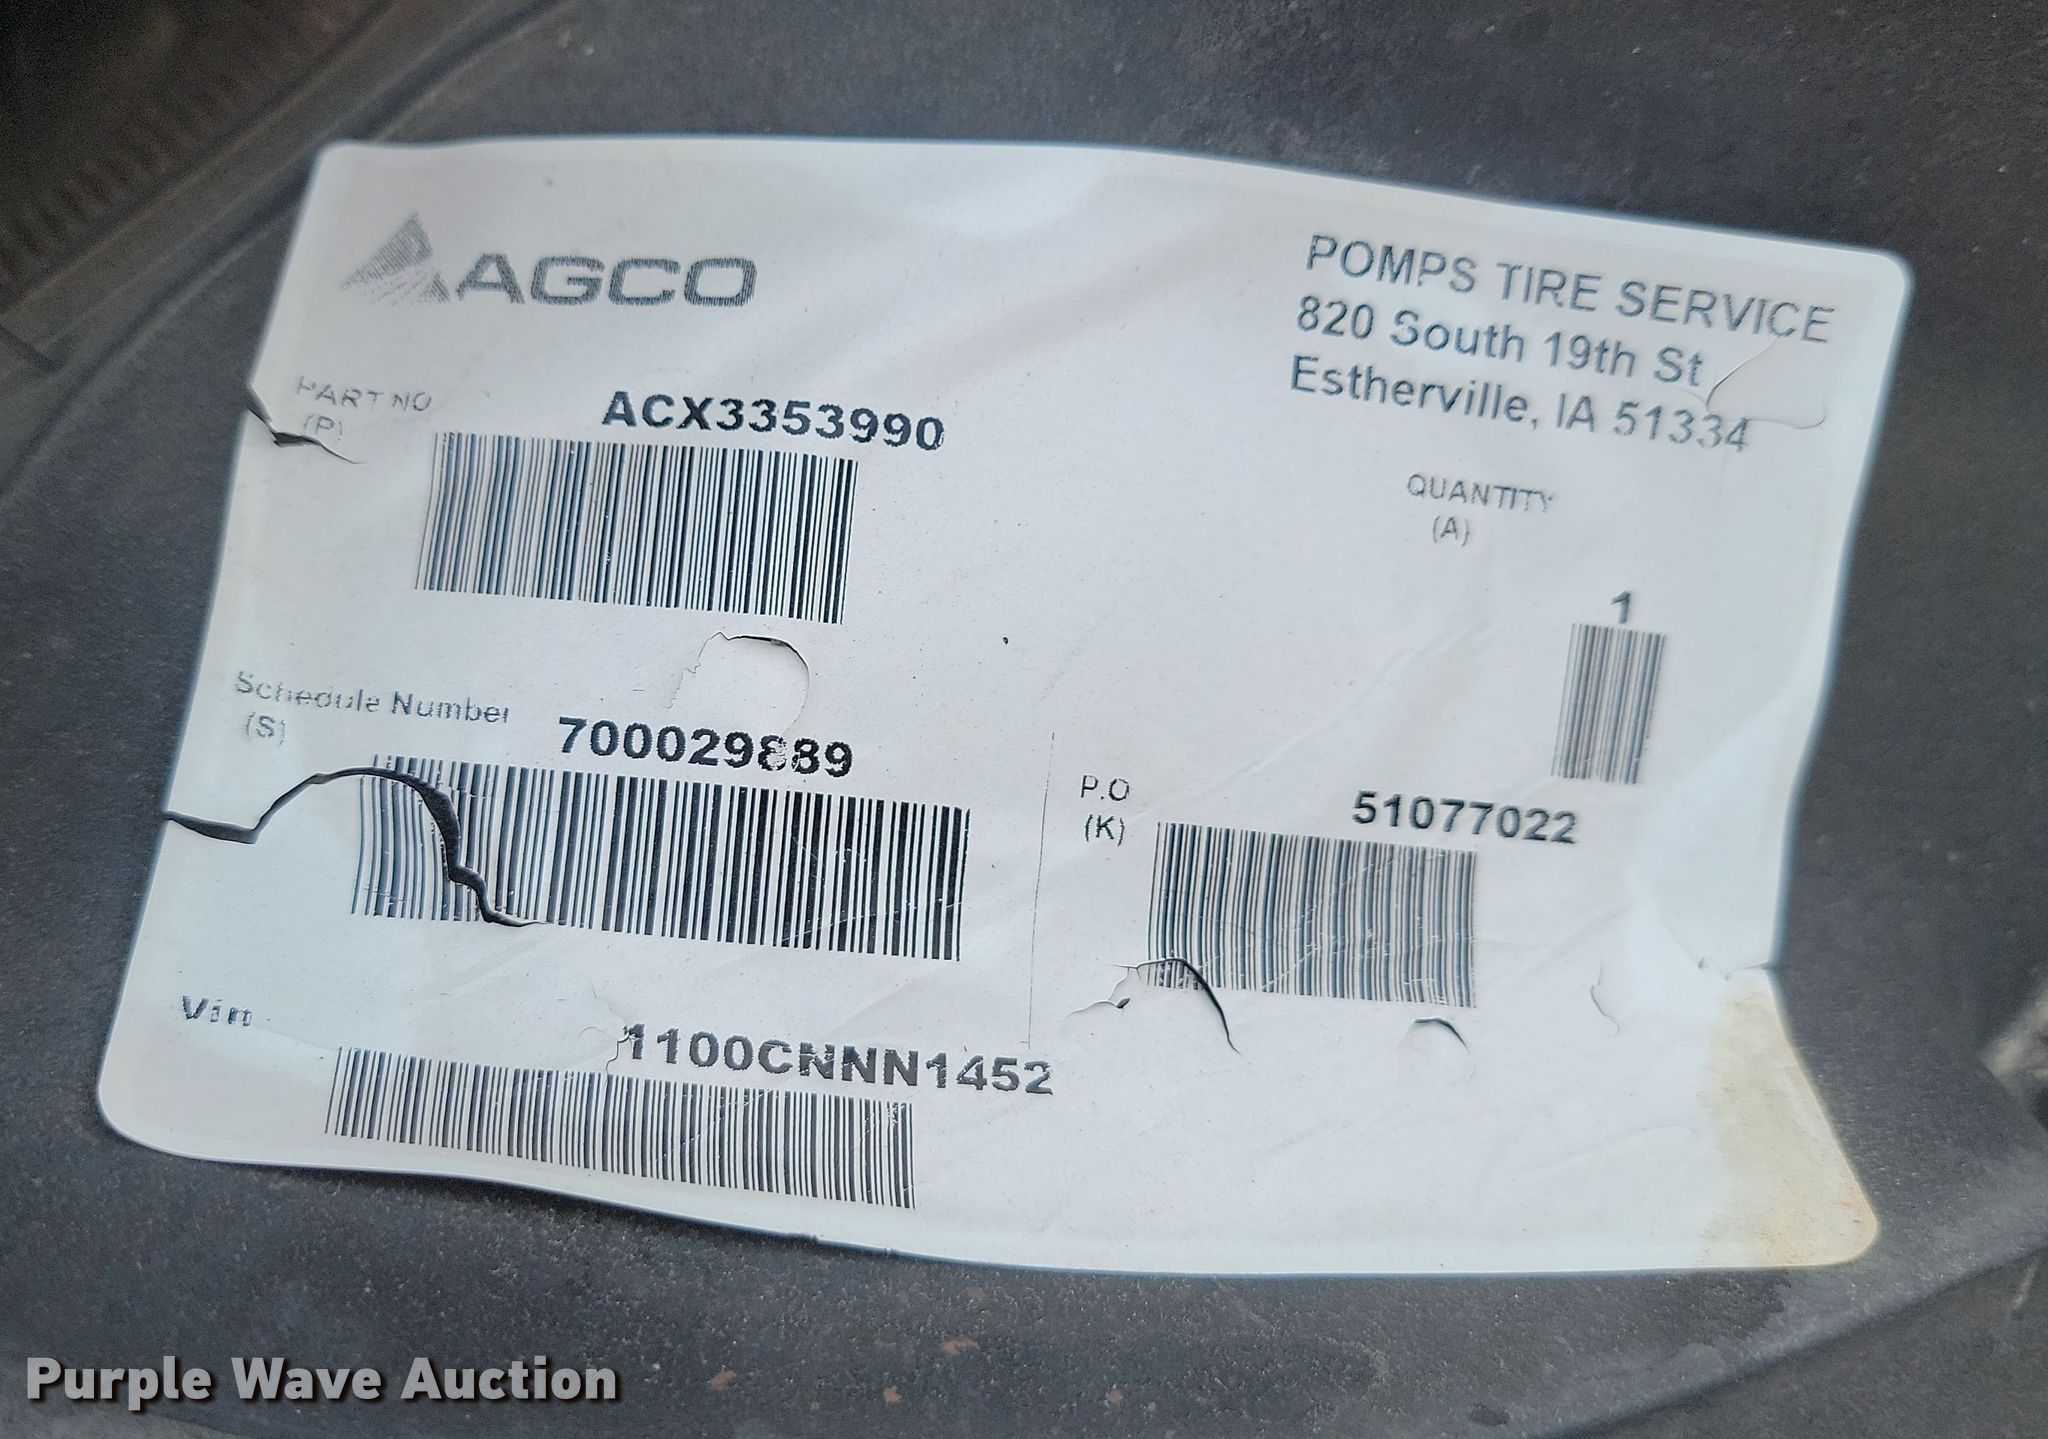 AGCO
POMPS TIRE SERVICE
820 South 19th St
Estherville, IA 51334
PART NO
(P)
ACX3353990
QUANTITY
(A)
1
Schedule Number
(S)
700029889
P.O
(K)
51077022
Vin
1100CNNN1452
Purple Wave Auction